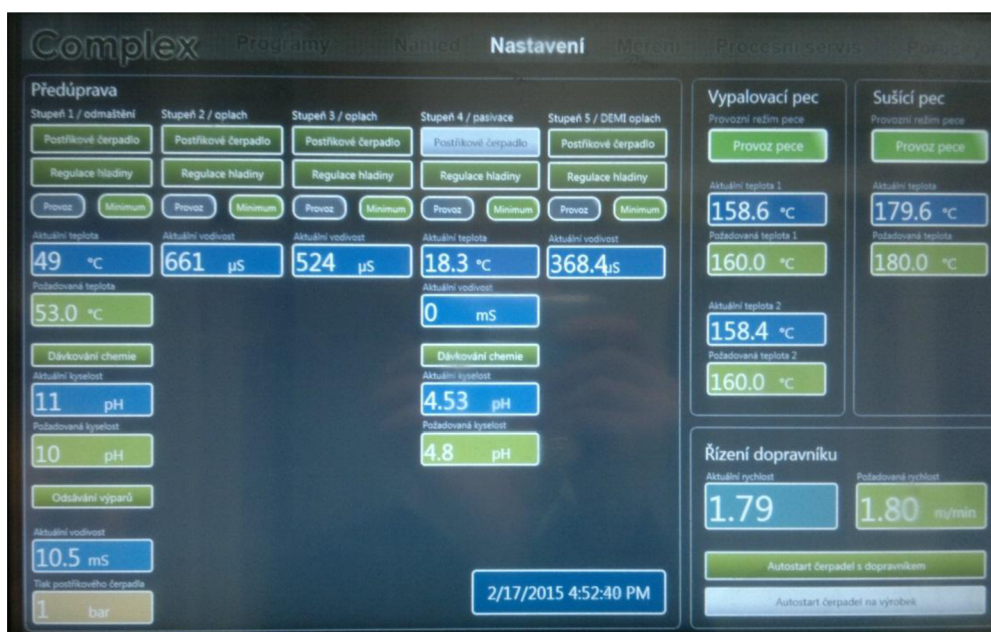 Complex Programy Náhled Nastavení Měření Procesní servis
Předúprava
Stupeň 1 / odmaštění Stupeň 2 / oplach Stupeň 3 / oplach Stupeň 4 / pasivace Stupeň 5 / DEMI oplach
Postřikové čerpadlo Postřikové čerpadlo Postřikové čerpadlo Postřikové čerpadlo Postřikové čerpadlo
Regulace hladiny Regulace hladiny Regulace hladiny Regulace hladiny Regulace hladiny
Provoz Minimum Provoz Minimum Provoz Minimum Provoz Minimum Provoz Minimum
Aktuální teplota Aktuální vodivost Aktuální vodivost Aktuální teplota Aktuální vodivost
49 °C 661 µS 524 µS 18.3 °C 368.4µS
Požadovaná teplota Aktuální vodivost
53.0 °C 0 mS
Dávkování chemie Dávkování chemie
Aktuální kyselost Aktuální kyselost
11 pH 4.53 pH
Požadovaná kyselost Požadovaná kyselost
10 pH 4.8 pH
Odsávání výparů
Aktuální vodivost
10.5 mS
Tlak postřikového čerpadla
1 bar
2/17/2015 4:52:40 PM
Vypalovací pec
Provozní režim pece
Provoz pece
Aktuální teplota 1
158.6 °C
Požadovaná teplota 1
160.0 °C
Aktuální teplota 2
158.4 °C
Požadovaná teplota 2
160.0 °C
Sušící pec
Provozní režim pece
Provoz pece
Aktuální teplota
179.6 °C
Požadovaná teplota
180.0 °C
Řízení dopravníku
Aktuální rychlost Požadovaná rychlost
1.79 1.80 m/min
Autostart čerpadel s dopravníkem
Autostart čerpadel na výrobek